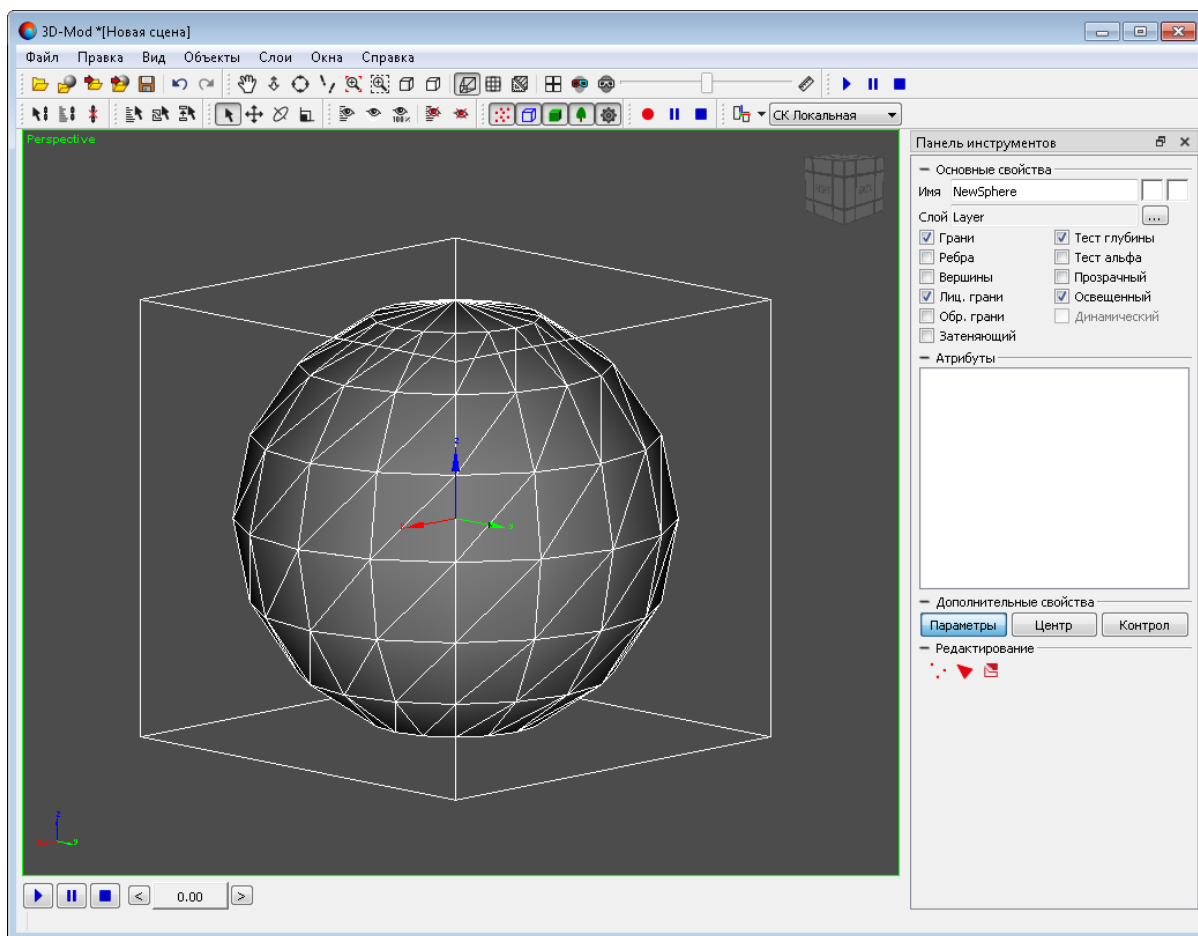 3D-Mod *[Новая сцена]
Файл Правка Вид Объекты Слои Окна Справка
100%
СК Локальная
Perspective
Панель инструментов
Основные свойства
Имя NewSphere
Слой Layer ...
Грани Тест глубины
Ребра Тест альфа
Вершины Прозрачный
Лиц. грани Освещенный
Обр. грани Динамический
Затеняющий
Атрибуты
z
x y
Дополнительные свойства
Параметры Центр Контрол
Редактирование
z
x y
< 0.00 >